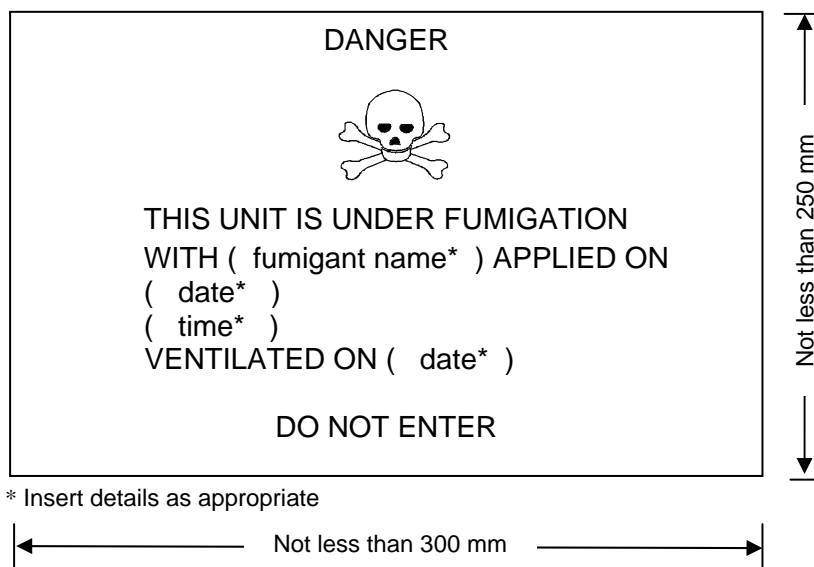 DANGER
THIS UNIT IS UNDER FUMIGATION
WITH ( fumigant name* ) APPLIED ON
( date* )
( time* )
VENTILATED ON ( date* )
DO NOT ENTER
Not less than 250 mm
* Insert details as appropriate
Not less than 300 mm